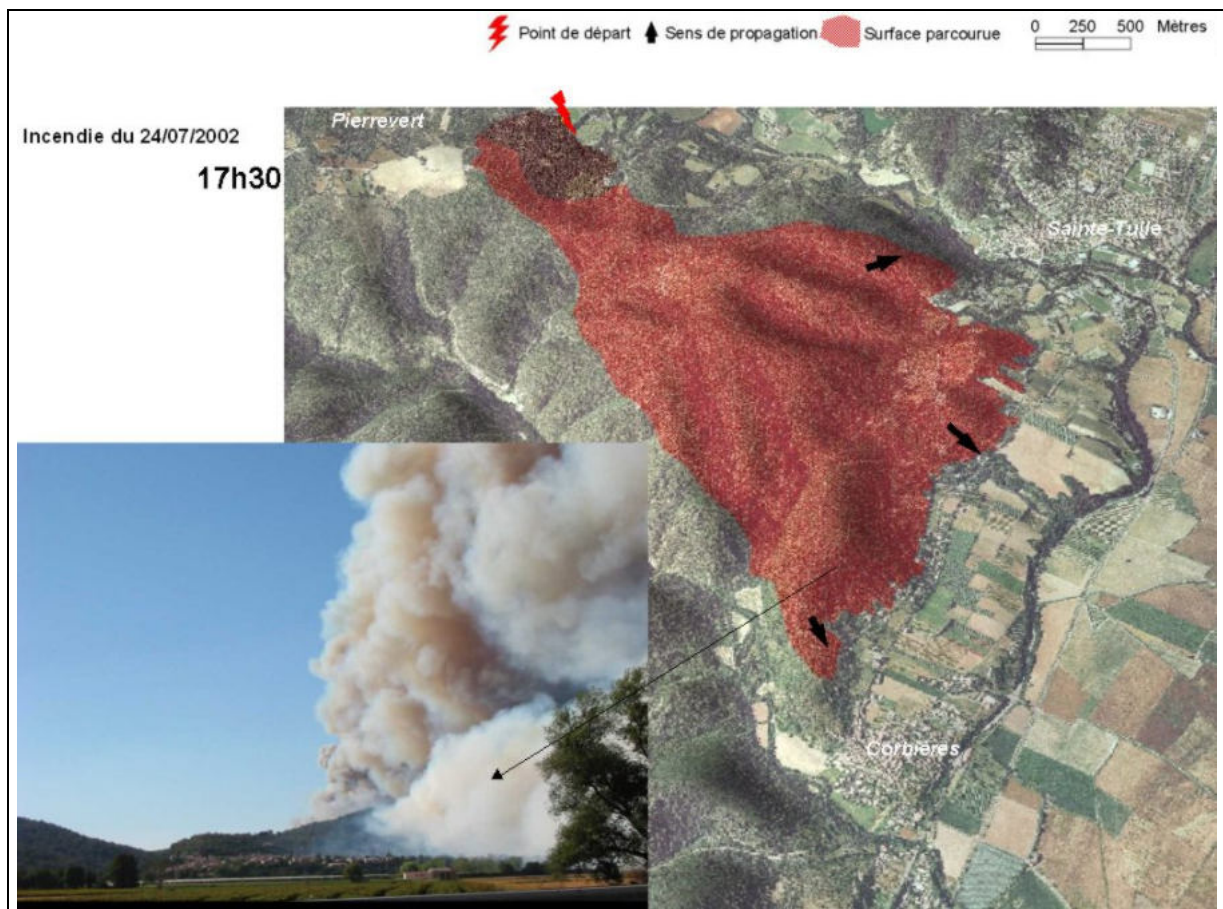 Point de départ Sens de propagation Surface parcourue 0 250 500 Mètres
Incendie du 24/07/2002
17h30
Pierrevert
Sainte-Tulle
Corbières